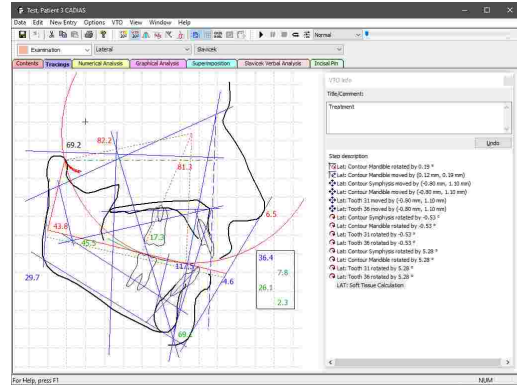 Test, Patient 3 CADIAS
Data Edit New Entry Options VTO View Window Help
Normal
Examination Lateral Slavicek
Contents Tracings Numerical Analysis Graphical Analysis Superimposition Slavicek Verbal Analysis Incisal Pin
VTO Info
Title/Comment:
Treatment
Undo
Step description
Lat: Contour Mandible rotated by 0.19 °
Lat: Contour Mandible moved by (0.12 mm, 0.19 mm)
Lat: Contour Symphysis moved by (-0.80 mm, 1.10 mm)
Lat: Contour Mandible moved by (-0.80 mm, 1.10 mm)
Lat: Tooth 31 moved by (-0.80 mm, 1.10 mm)
Lat: Tooth 36 moved by (-0.80 mm, 1.10 mm)
Lat: Contour Symphysis rotated by -0.53 °
Lat: Contour Mandible rotated by -0.53 °
Lat: Tooth 31 rotated by -0.53 °
Lat: Tooth 36 rotated by -0.53 °
Lat: Contour Symphysis rotated by 5.28 °
Lat: Contour Mandible rotated by 5.28 °
Lat: Tooth 31 rotated by 5.28 °
Lat: Tooth 36 rotated by 5.28 °
LAT: Soft Tissue Calculation
69.2
82.2
81.3
6.5
43.8
45.5
17.3
29.7
4.6
36.4
7.8
26.1
2.3
For Help, press F1
NUM